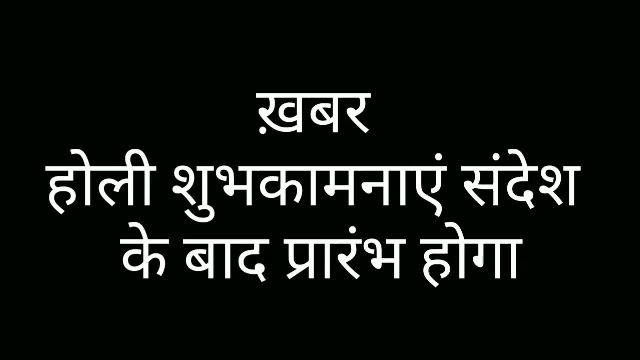 ख़बर
होली शुभकामनाएं संदेश
के बाद प्रारंभ होगा